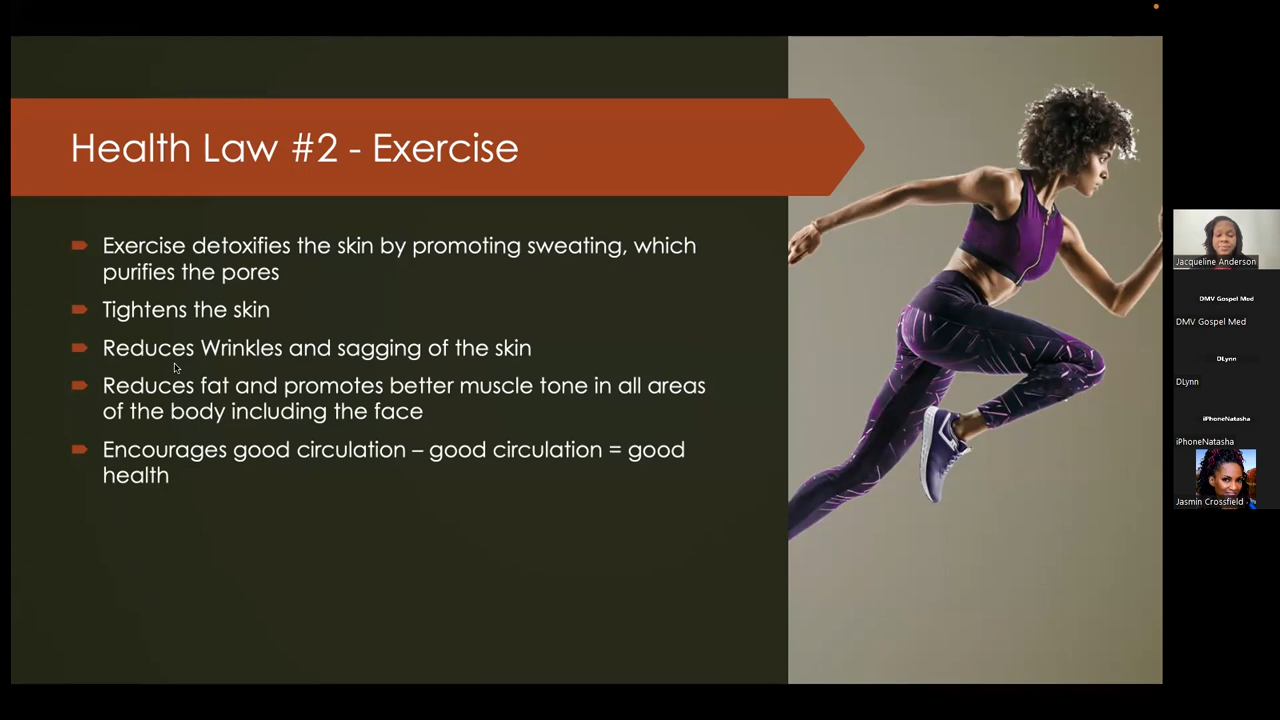 Health Law #2 - Exercise
Exercise detoxifies the skin by promoting sweating, which
purifies the pores
Tightens the skin
Reduces Wrinkles and sagging of the skin
Reduces fat and promotes better muscle tone in all areas
of the body including the face
Encourages good circulation – good circulation = good
health
Jacqueline Anderson
DMV Gospel Med
DMV Gospel Med
DLynn
DLynn
iPhoneNatasha
iPhoneNatasha
Jasmin Crossfield